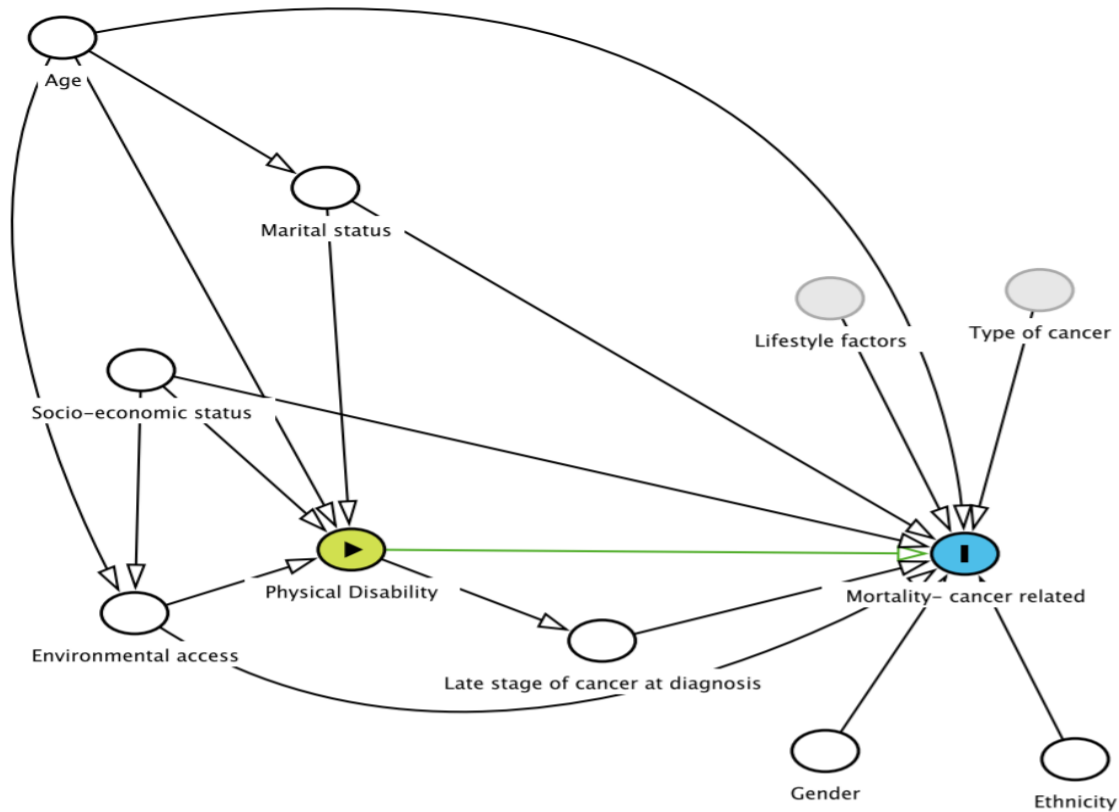 Age
Marital status
Lifestyle factors
Type of cancer
Socio-economic status
Physical Disability
Mortality- cancer related
Environmental access
Late stage of cancer at diagnosis
Gender
Ethnicity